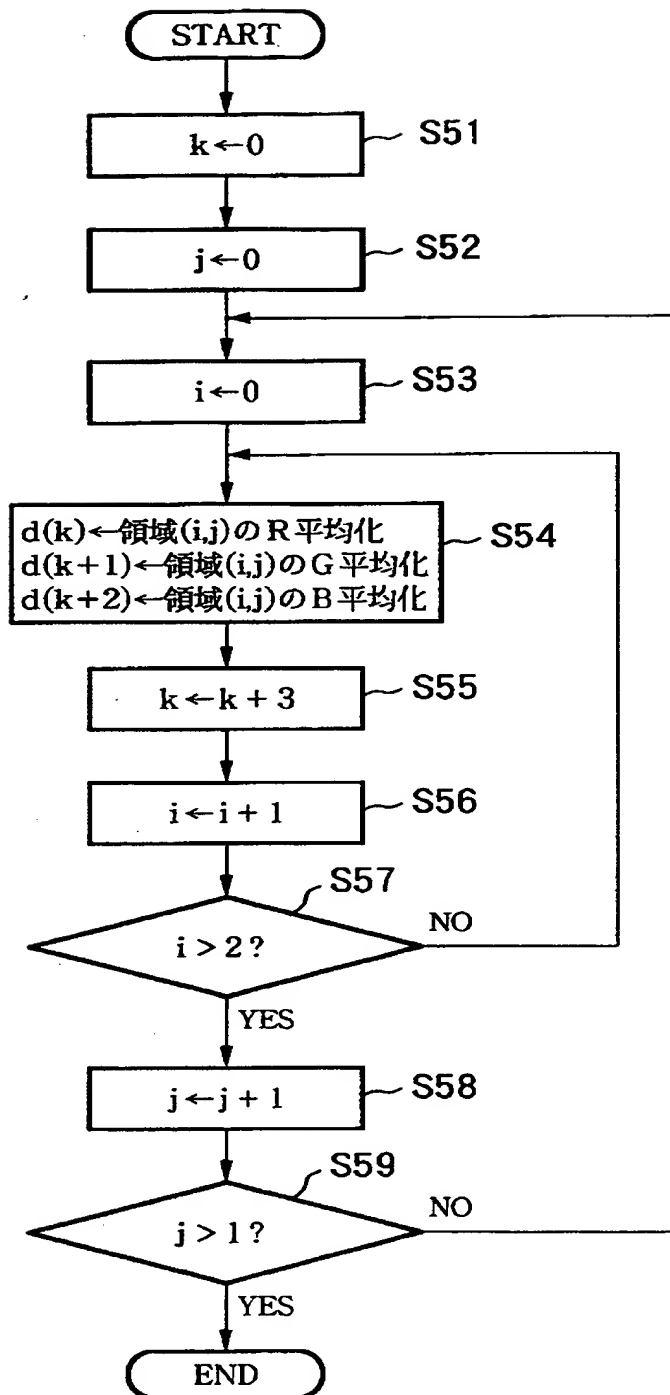 START
k←0
S51
j←0
S52
i←0
S53
d(k)←領域(i,j)のR平均化
d(k+1)←領域(i,j)のG平均化
d(k+2)←領域(i,j)のB平均化
S54
k←k+3
S55
i←i+1
S56
S57
i>2?
NO
YES
j←j+1
S58
S59
j>1?
NO
YES
END